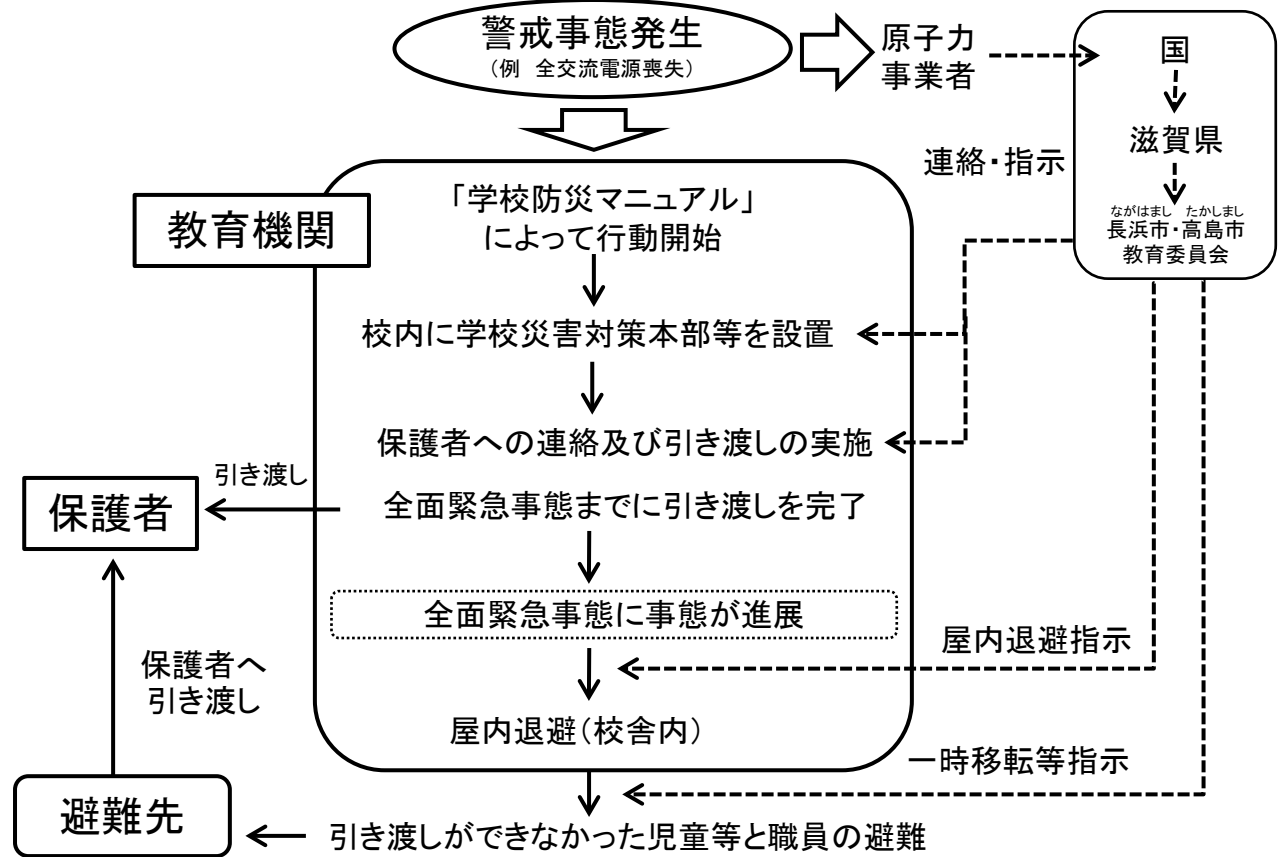 警戒事態発生
（例　全交流電源喪失）
原子力
事業者
国
滋賀県
ながはまし　たかしまし
長浜市・高島市
教育委員会
連絡・指示
教育機関
「学校防災マニュアル」
によって行動開始
校内に学校災害対策本部等を設置
保護者への連絡及び引き渡しの実施
引き渡し
保護者
全面緊急事態までに引き渡しを完了
全面緊急事態に事態が進展
屋内退避指示
保護者へ
引き渡し
屋内退避（校舎内）
一時移転等指示
避難先
引き渡しができなかった児童等と職員の避難